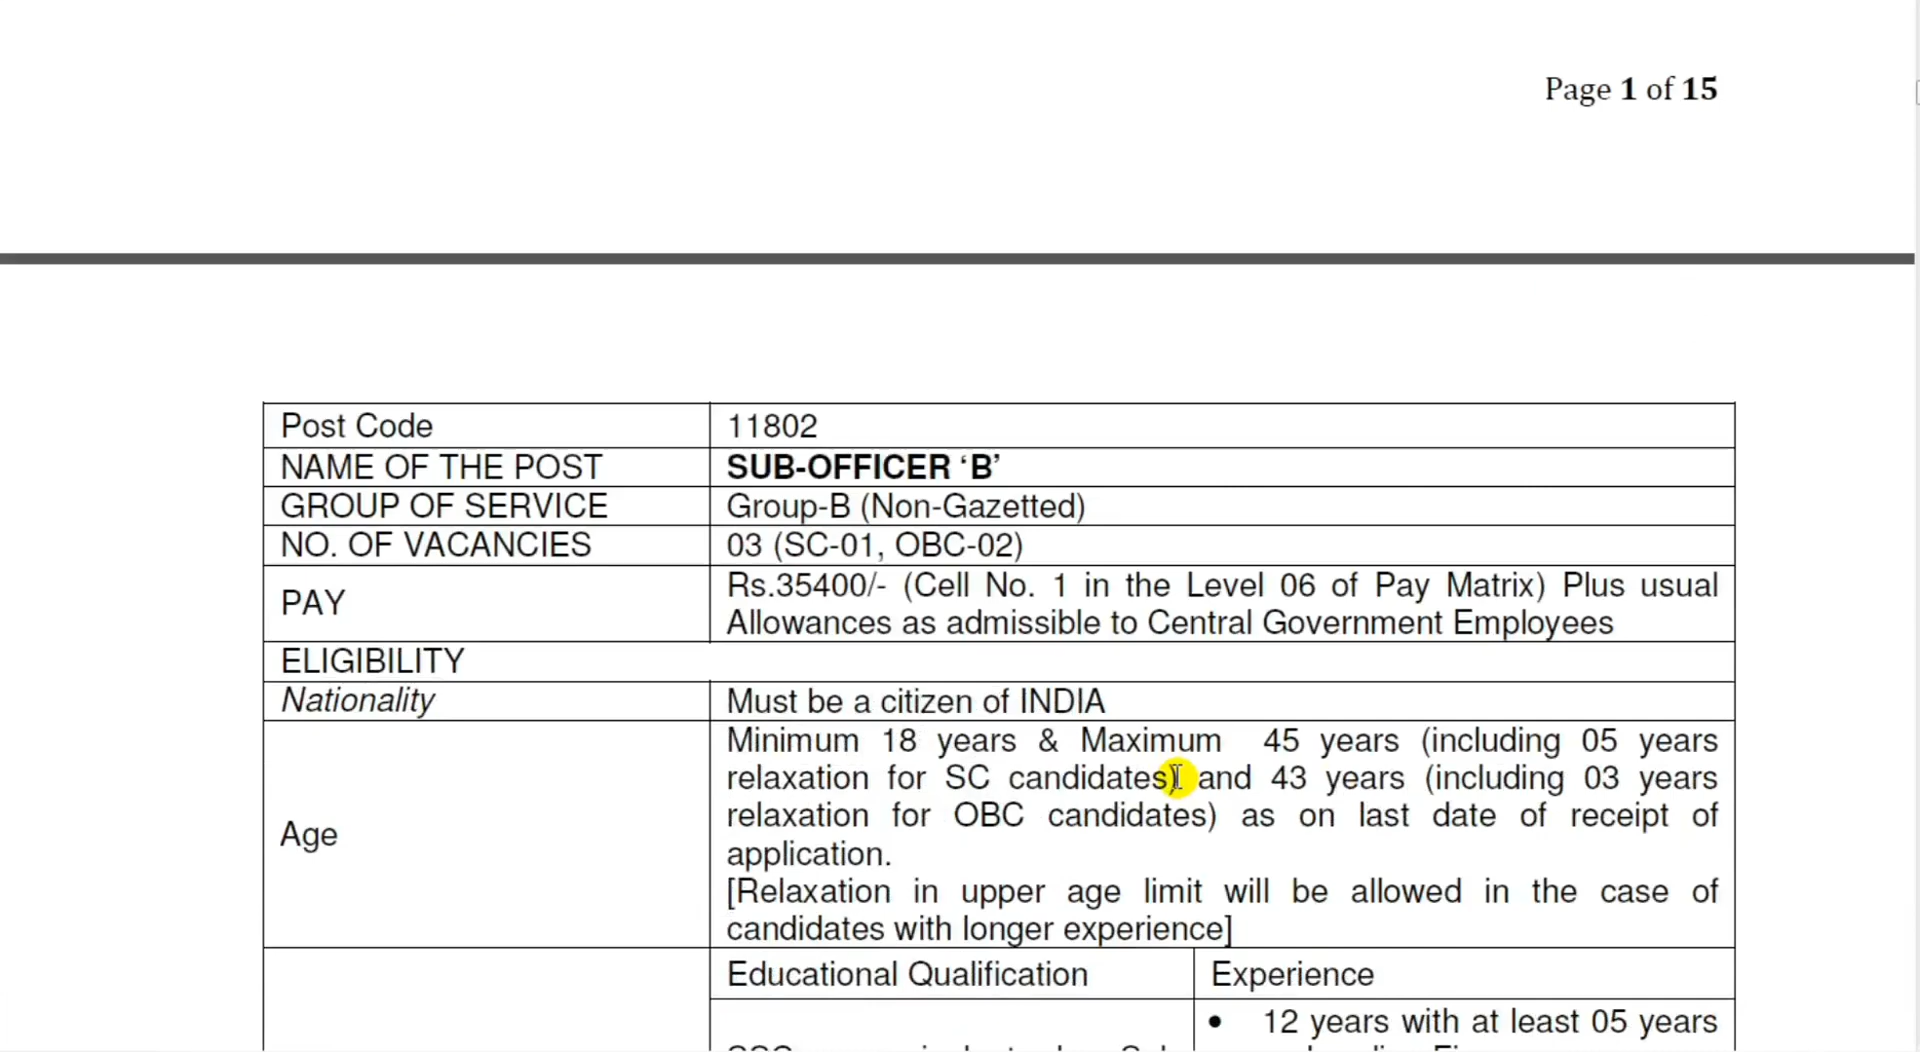 Page 1 of 15
Post Code 11802
NAME OF THE POST SUB-OFFICER ‘B’
GROUP OF SERVICE Group-B (Non-Gazetted)
NO. OF VACANCIES 03 (SC-01, OBC-02)
PAY Rs.35400/- (Cell No. 1 in the Level 06 of Pay Matrix) Plus usual
Allowances as admissible to Central Government Employees
ELIGIBILITY
Nationality Must be a citizen of INDIA
Age Minimum 18 years & Maximum 45 years (including 05 years
relaxation for SC candidates) and 43 years (including 03 years
relaxation for OBC candidates) as on last date of receipt of
application.
[Relaxation in upper age limit will be allowed in the case of
candidates with longer experience]
Educational Qualification Experience
• 12 years with at least 05 years